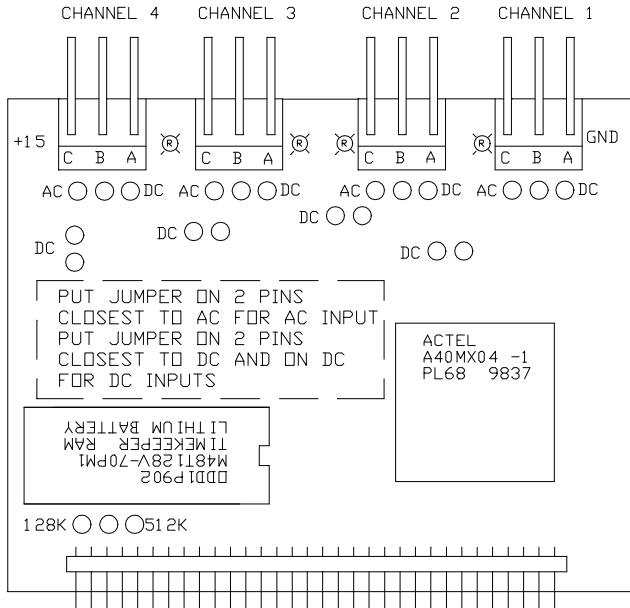 CHANNEL 4 CHANNEL 3 CHANNEL 2 CHANNEL 1
+15 C B A R C B A R R C B A R C B A GND
AC DC AC DC AC DC AC DC
DC DC DC DC
PUT JUMPER ON 2 PINS
CLOSEST TO AC FOR AC INPUT
PUT JUMPER ON 2 PINS
CLOSEST TO DC AND ON DC
FOR DC INPUTS
ACTEL
A40MX04 -1
PL68 9837
ODD1P902
M48T128V-70PM1
TIMEKEEPER RAM
LITHIUM BATTERY
128K 512K